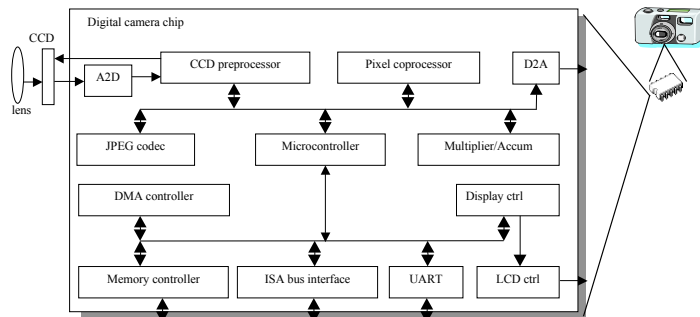 Digital camera chip
CCD
lens
A2D
CCD preprocessor
Pixel coprocessor
D2A
JPEG codec
Microcontroller
Multiplier/Accum
DMA controller
Display ctrl
Memory controller
ISA bus interface
UART
LCD ctrl